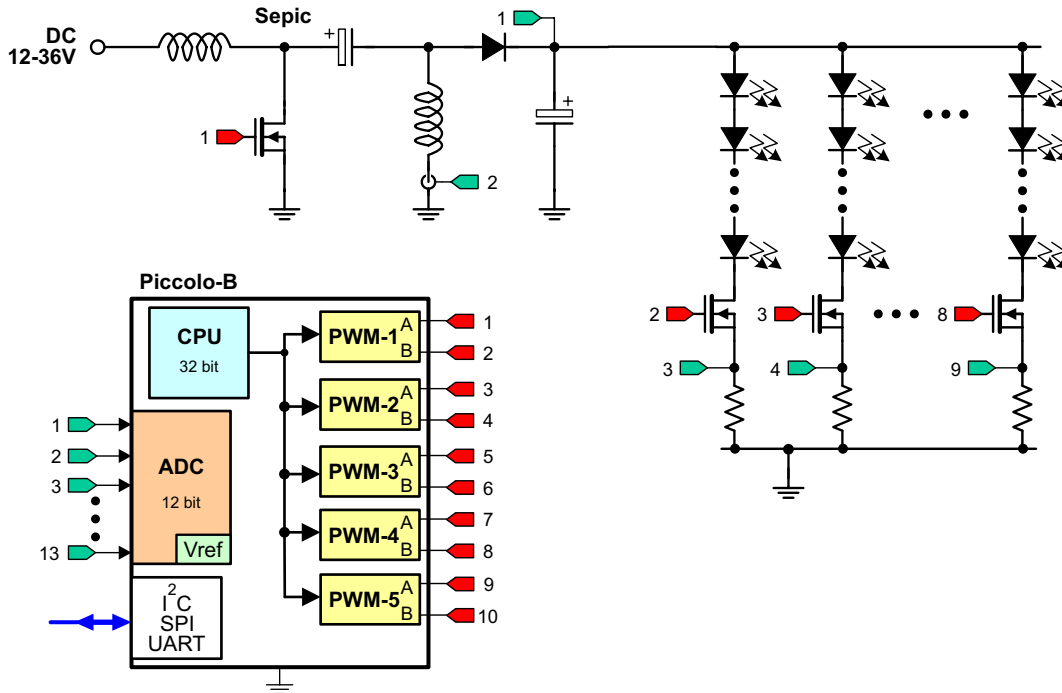 Sepic
1
DC
12-36V
+
+
1
2
2
3
8
3
4
9
Piccolo-B
CPU
32 bit
PWM-1
A
B
1
2
PWM-2
A
B
3
4
PWM-3
A
B
5
6
PWM-4
A
B
7
8
PWM-5
A
B
9
10
1
2
3
13
ADC
12 bit
Vref
I2C
SPI
UART